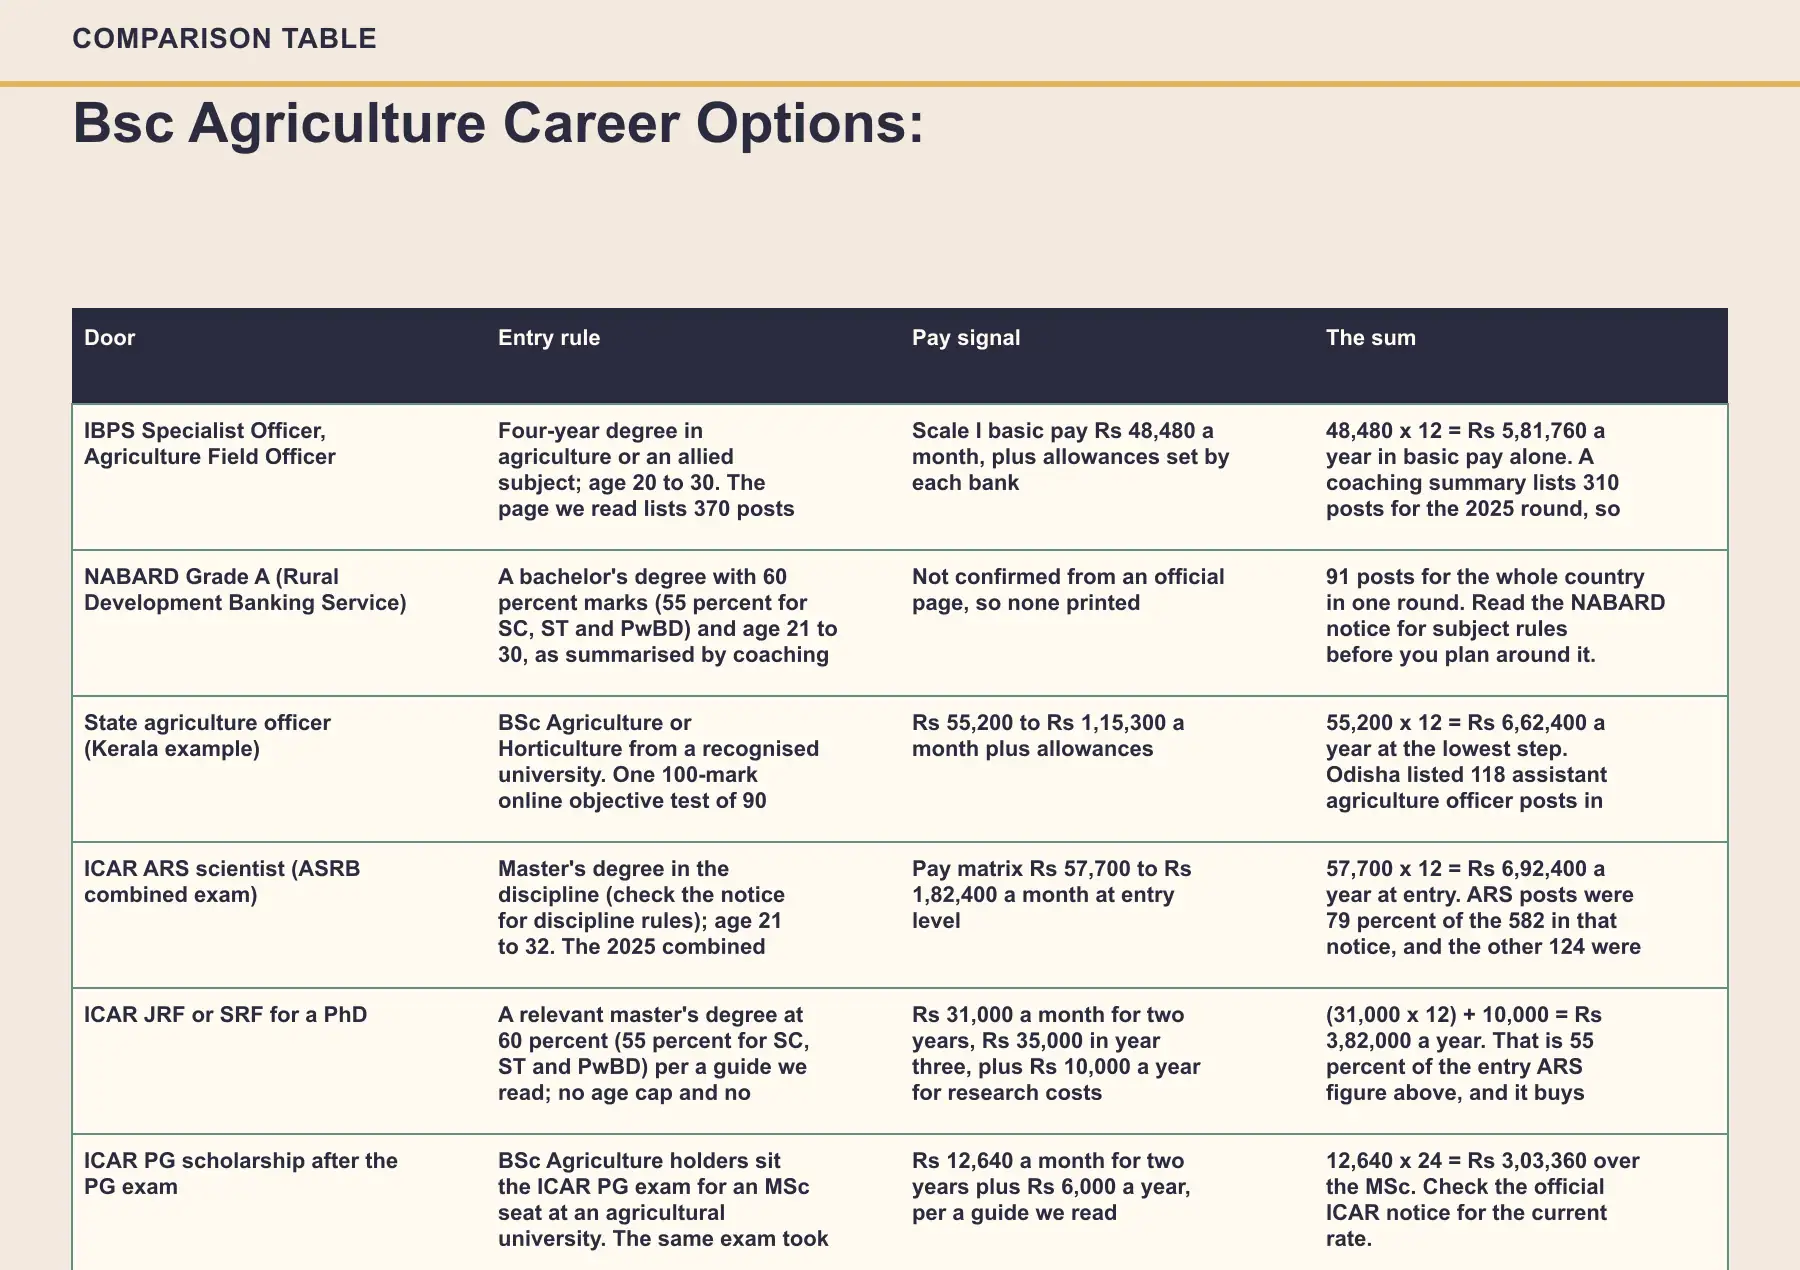 COMPARISON TABLE
Bsc Agriculture Career Options:
Door
Entry rule
Pay signal
The sum
IBPS Specialist Officer,
Agriculture Field Officer
Four-year degree in
agriculture or an allied
subject; age 20 to 30. The
page we read lists 370 posts
Scale I basic pay Rs 48,480 a
month, plus allowances set by
each bank
48,480 x 12 = Rs 5,81,760 a
year in basic pay alone. A
coaching summary lists 310
posts for the 2025 round, so
NABARD Grade A (Rural
Development Banking Service)
A bachelor's degree with 60
percent marks (55 percent for
SC, ST and PwBD) and age 21 to
30, as summarised by coaching
Not confirmed from an official
page, so none printed
91 posts for the whole country
in one round. Read the NABARD
notice for subject rules
before you plan around it.
State agriculture officer
(Kerala example)
BSc Agriculture or
Horticulture from a recognised
university. One 100-mark
online objective test of 90
Rs 55,200 to Rs 1,15,300 a
month plus allowances
55,200 x 12 = Rs 6,62,400 a
year at the lowest step.
Odisha listed 118 assistant
agriculture officer posts in
ICAR ARS scientist (ASRB
combined exam)
Master's degree in the
discipline (check the notice
for discipline rules); age 21
to 32. The 2025 combined
Pay matrix Rs 57,700 to Rs
1,82,400 a month at entry
level
57,700 x 12 = Rs 6,92,400 a
year at entry. ARS posts were
79 percent of the 582 in that
notice, and the other 124 were
ICAR JRF or SRF for a PhD
A relevant master's degree at
60 percent (55 percent for SC,
ST and PwBD) per a guide we
read; no age cap and no
Rs 31,000 a month for two
years, Rs 35,000 in year
three, plus Rs 10,000 a year
for research costs
(31,000 x 12) + 10,000 = Rs
3,82,000 a year. That is 55
percent of the entry ARS
figure above, and it buys
ICAR PG scholarship after the
PG exam
BSc Agriculture holders sit
the ICAR PG exam for an MSc
seat at an agricultural
university. The same exam took
Rs 12,640 a month for two
years plus Rs 6,000 a year,
per a guide we read
12,640 x 24 = Rs 3,03,360 over
the MSc. Check the official
ICAR notice for the current
rate.